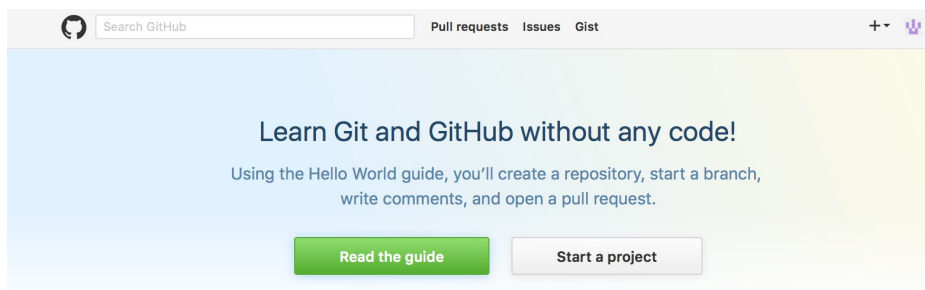 Search GitHub
Pull requests Issues Gist
Learn Git and GitHub without any code!
Using the Hello World guide, you’ll create a repository, start a branch,
write comments, and open a pull request.
Read the guide
Start a project